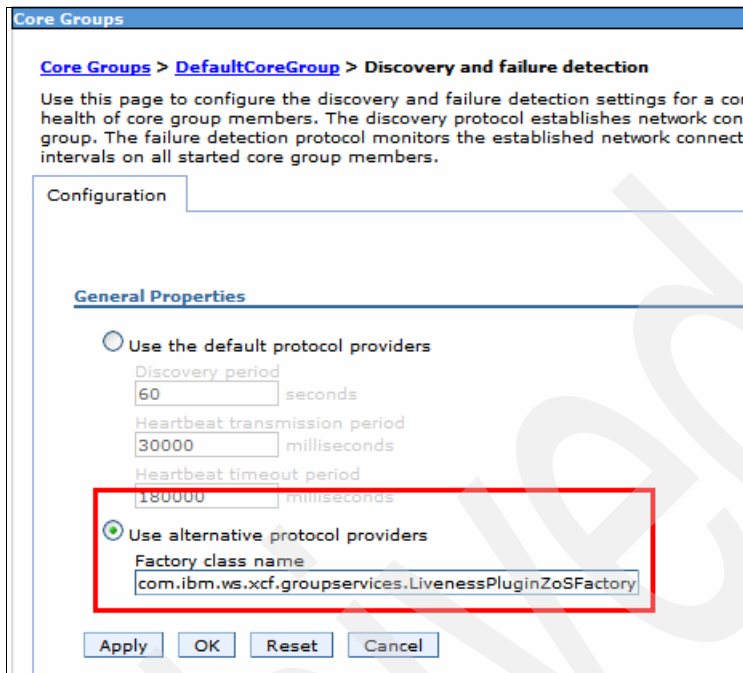 Core Groups
Core Groups > DefaultCoreGroup > Discovery and failure detection
Use this page to configure the discovery and failure detection settings for a co
health of core group members. The discovery protocol establishes network con
group. The failure detection protocol monitors the established network connect
intervals on all started core group members.
Configuration
General Properties
Use the default protocol providers
Discovery period
60 seconds
Heartbeat transmission period
30000 milliseconds
Heartbeat timeout period
180000 milliseconds
Use alternative protocol providers
Factory class name
com.ibm.ws.xcf.groupservices.LivenessPluginZoSFactory
Apply OK Reset Cancel